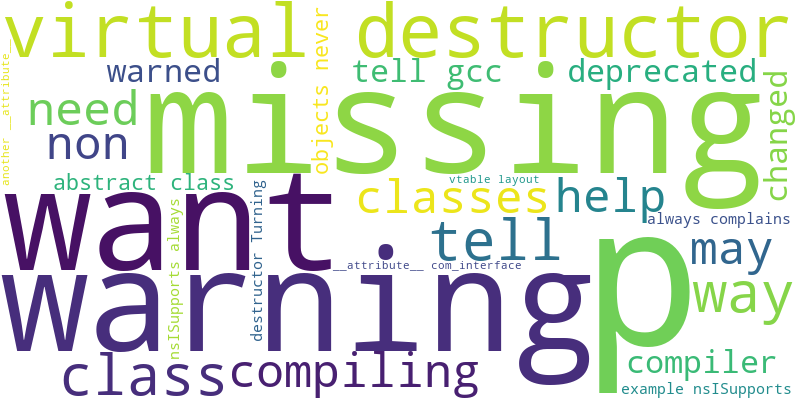 virtual destructor
warned
tell gcc
deprecated
another __attribute__
objects never
missing
need
non
changed
abstract class
vtable layout
want
classes
help
nsISupports always
destructor Turning
always complains
tell
may
__attribute__ com_interface
warning
p
way
class
compiling
compiler
example nsISupports